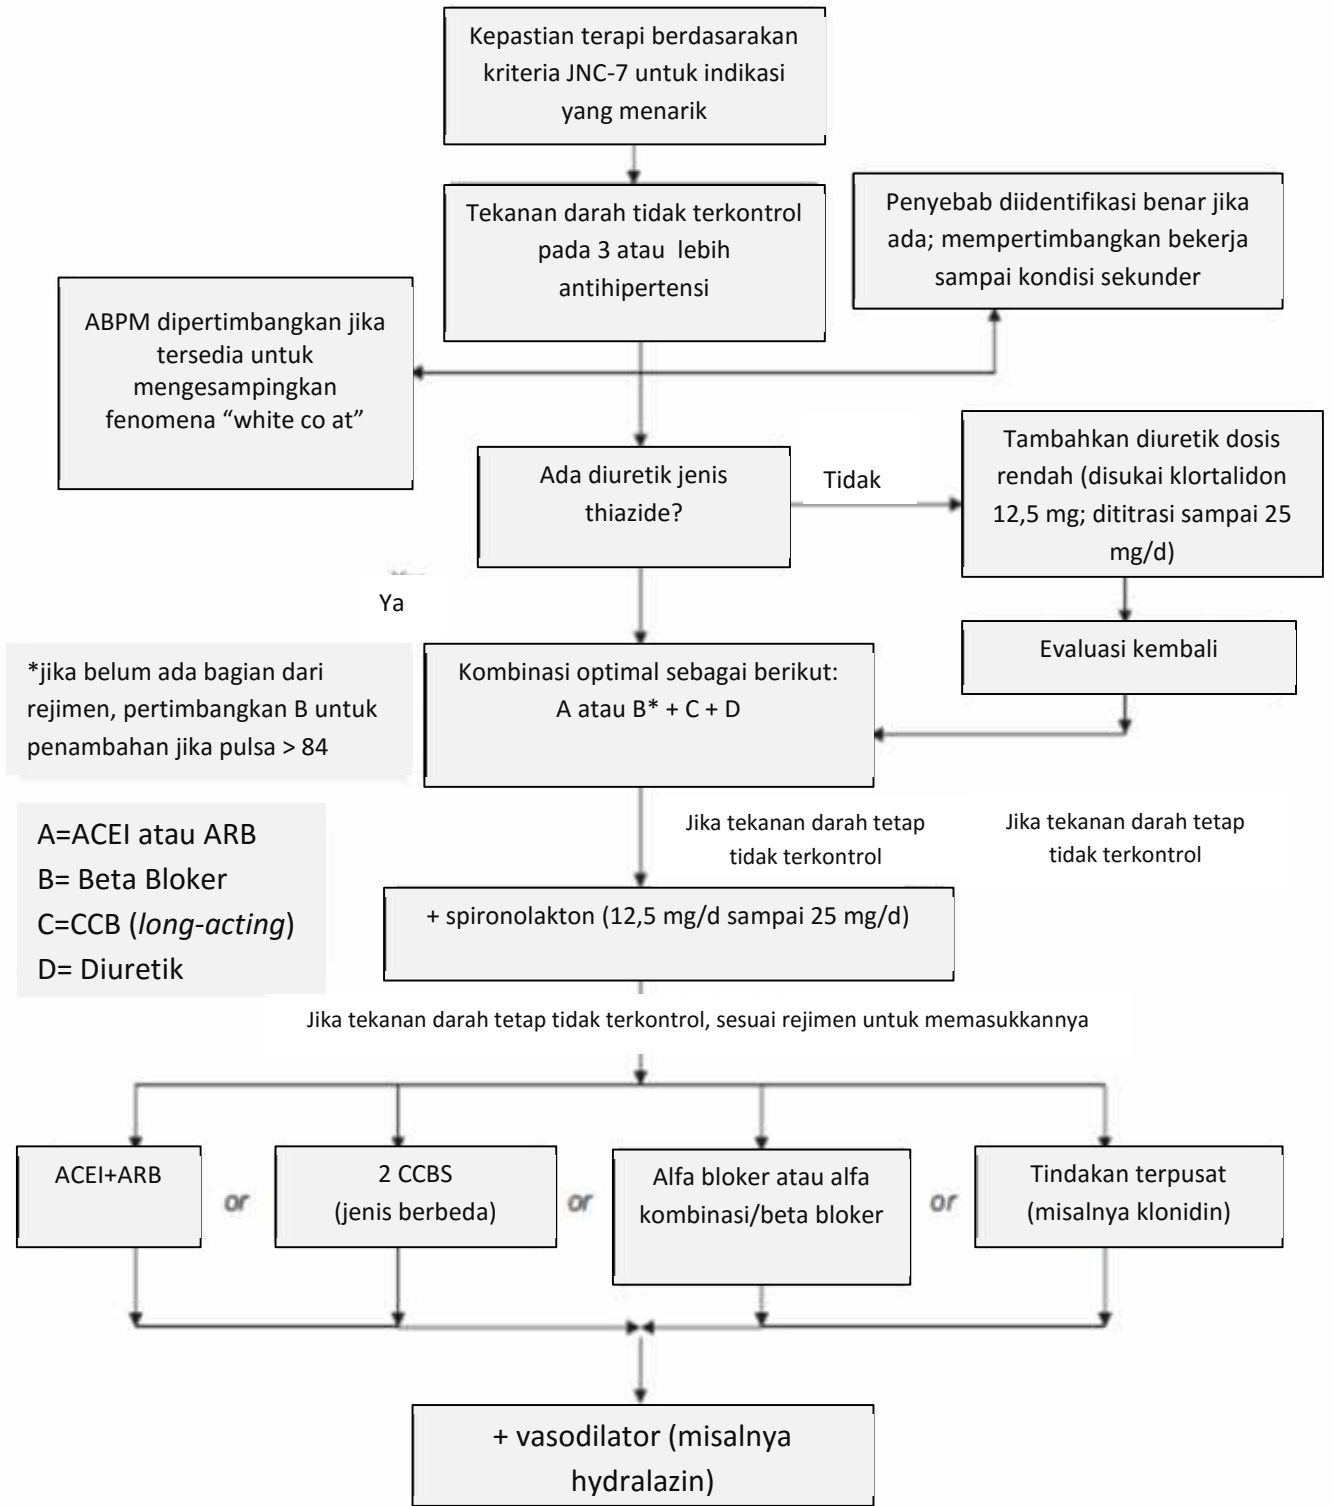 Kepastian terapi berdasarakan
kriteria JNC-7 untuk indikasi
yang menarik
Tekanan darah tidak terkontrol
pada 3 atau lebih
antihipertensi
Penyebab diidentifikasi benar jika
ada; mempertimbangkan bekerja
sampai kondisi sekunder
ABPM dipertimbangkan jika
tersedia untuk
mengesampingkan
fenomena “white co at”
Ada diuretik jenis
thiazide?
Tidak
Tambahkan diuretik dosis
rendah (disukai klortalidon
12,5 mg; dititrasi sampai 25
mg/d)
Ya
Evaluasi kembali
*jika belum ada bagian dari
rejimen, pertimbangkan B untuk
penambahan jika pulsa > 84
Kombinasi optimal sebagai berikut:
A atau B* + C + D
A=ACEI atau ARB
B= Beta Bloker
C=CCB (long-acting)
D= Diuretik
Jika tekanan darah tetap
tidak terkontrol
Jika tekanan darah tetap
tidak terkontrol
+ spironolakton (12,5 mg/d sampai 25 mg/d)
Jika tekanan darah tetap tidak terkontrol, sesuai rejimen untuk memasukkannya
ACEI+ARB
or
2 CCBS
(jenis berbeda)
or
Alfa bloker atau alfa
kombinasi/beta bloker
or
Tindakan terpusat
(misalnya klonidin)
+ vasodilator (misalnya
hydralazin)